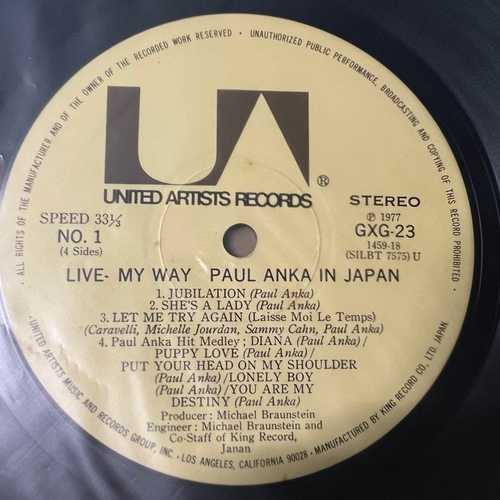 • ALL RIGHTS OF THE MANUFACTURER AND OF THE OWNER OF THE RECORDED WORK RESERVED • UNAUTHORIZED PUBLIC PERFORMANCE, BROADCASTING AND COPYING OF THIS RECORD PROHIBITED •
UA
UNITED ARTISTS RECORDS ®
SPEED 33⅓
NO. 1
(4 Sides)
STEREO
℗ 1977
GXG-23
1459-18
(SILBT 7575) U
LIVE- MY WAY PAUL ANKA IN JAPAN
1. JUBILATION (Paul Anka)
2. SHE'S A LADY (Paul Anka)
3. LET ME TRY AGAIN (Laisse Moi Le Temps)
(Caravelli, Michelle Jourdan, Sammy Cahn, Paul Anka)
4. Paul Anka Hit Medley ; DIANA (Paul Anka) /
PUPPY LOVE (Paul Anka) /
PUT YOUR HEAD ON MY SHOULDER
(Paul Anka) /LONELY BOY
(Paul Anka) /YOU ARE MY
DESTINY (Paul Anka)
Producer : Michael Braunstein
Engineer : Michael Braunstein and
Co-Staff of King Record,
Janan
• UNITED ARTISTS MUSIC AND RECORDS GROUP, INC. • LOS ANGELES, CALIFORNIA 90028 • MANUFACTURED BY KING RECORD CO, LTD.